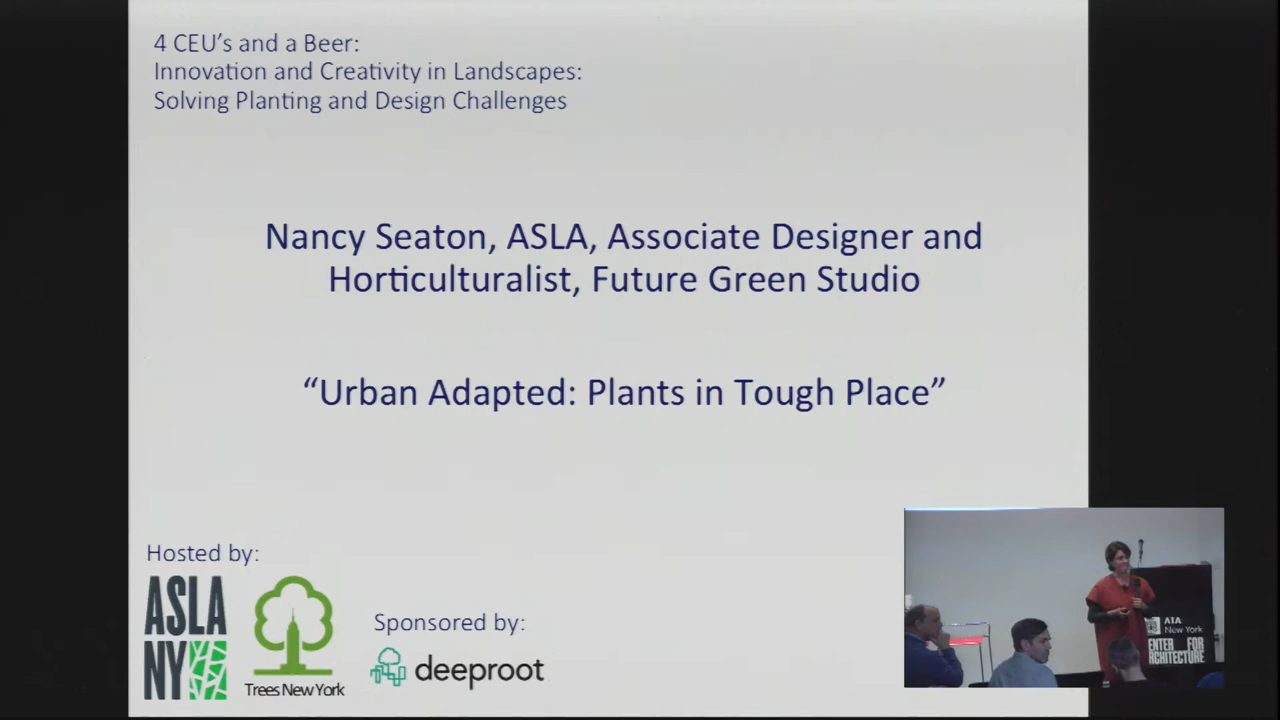 4 CEU's and a Beer:
Innovation and Creativity in Landscapes:
Solving Planting and Design Challenges
Nancy Seaton, ASLA, Associate Designer and
Horticulturalist, Future Green Studio
“Urban Adapted: Plants in Tough Place”
Hosted by:
ASLA
NY
Trees New York
Sponsored by:
deeproot
AIA
New York
ENTER FOR
RCHITECTURE